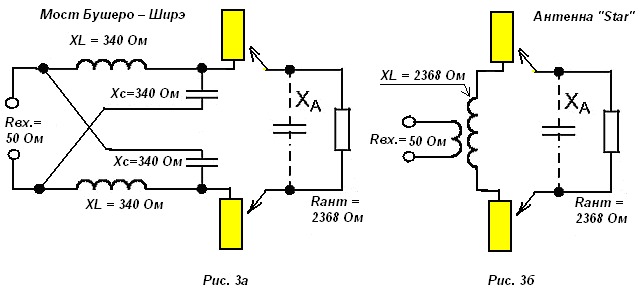 Мост Бушеро – Ширэ
XL = 340 Ом
Xc=340 Ом
Rвх.=
50 Ом
Xc=340 Ом
XL = 340 Ом
XA
Rант =
2368 Ом
Рис. 3а
Антенна "Star"
XL = 2368 Ом
Rвх.= 50 Ом
XA
Rант =
2368 Ом
Рис. 3б